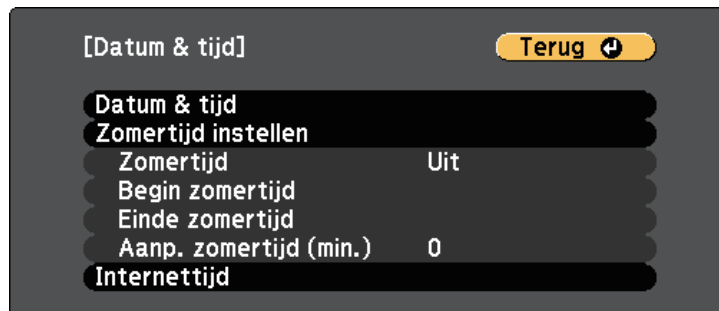 [Datum & tijd] Terug
Datum & tijd
Zomertijd instellen
Zomertijd Uit
Begin zomertijd
Einde zomertijd
Aanp. zomertijd (min.) 0
Internettijd